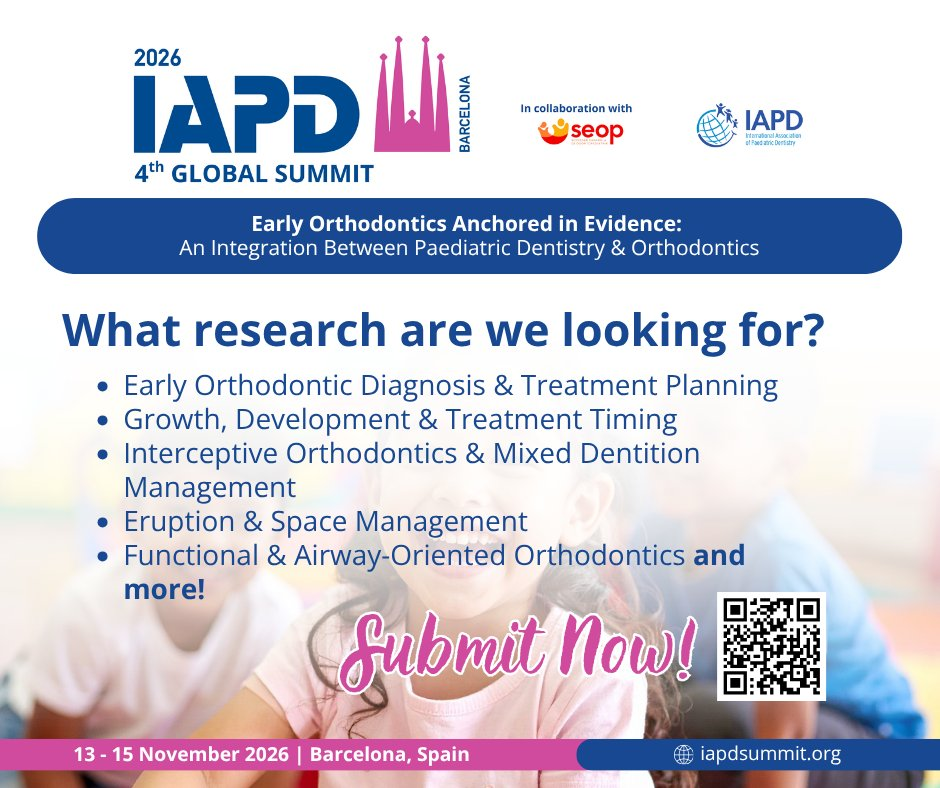 2026
IAPD
BARCELONA
4th GLOBAL SUMMIT
In collaboration with
seop
IAPD
International Association
of Paediatric Dentistry
Early Orthodontics Anchored in Evidence:
An Integration Between Paediatric Dentistry & Orthodontics
What research are we looking for?
• Early Orthodontic Diagnosis & Treatment Planning
• Growth, Development & Treatment Timing
• Interceptive Orthodontics & Mixed Dentition
Management
• Eruption & Space Management
• Functional & Airway-Oriented Orthodontics and
more!
Submit Now!
13 - 15 November 2026 | Barcelona, Spain
iapdsummit.org